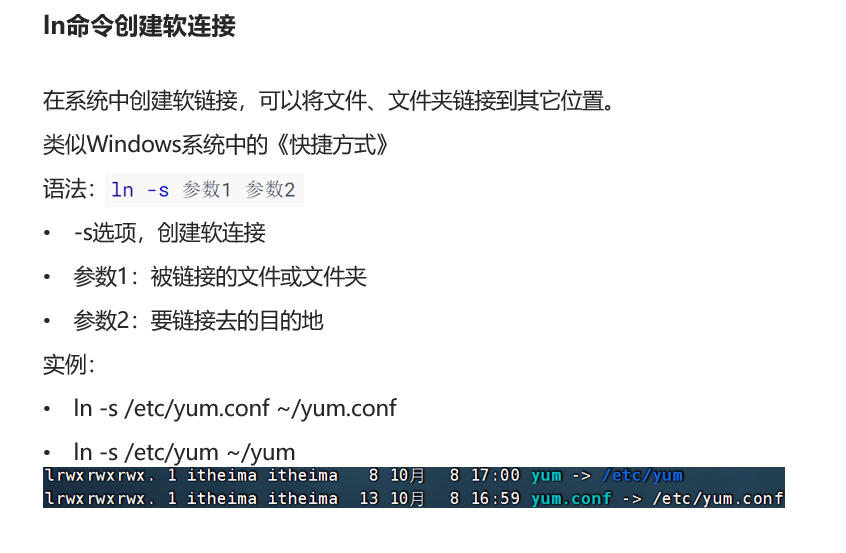 ln命令创建软连接
在系统中创建软链接，可以将文件、文件夹链接到其它位置。
类似Windows系统中的《快捷方式》
语法：ln -s 参数1 参数2
• -s选项，创建软连接
• 参数1：被链接的文件或文件夹
• 参数2：要链接去的目的地
实例：
• ln -s /etc/yum.conf ~/yum.conf
• ln -s /etc/yum ~/yum
lrwxrwxrwx. 1 itheima itheima 8 10月 8 17:00 yum -> /etc/yum
lrwxrwxrwx. 1 itheima itheima 13 10月 8 16:59 yum.conf -> /etc/yum.conf